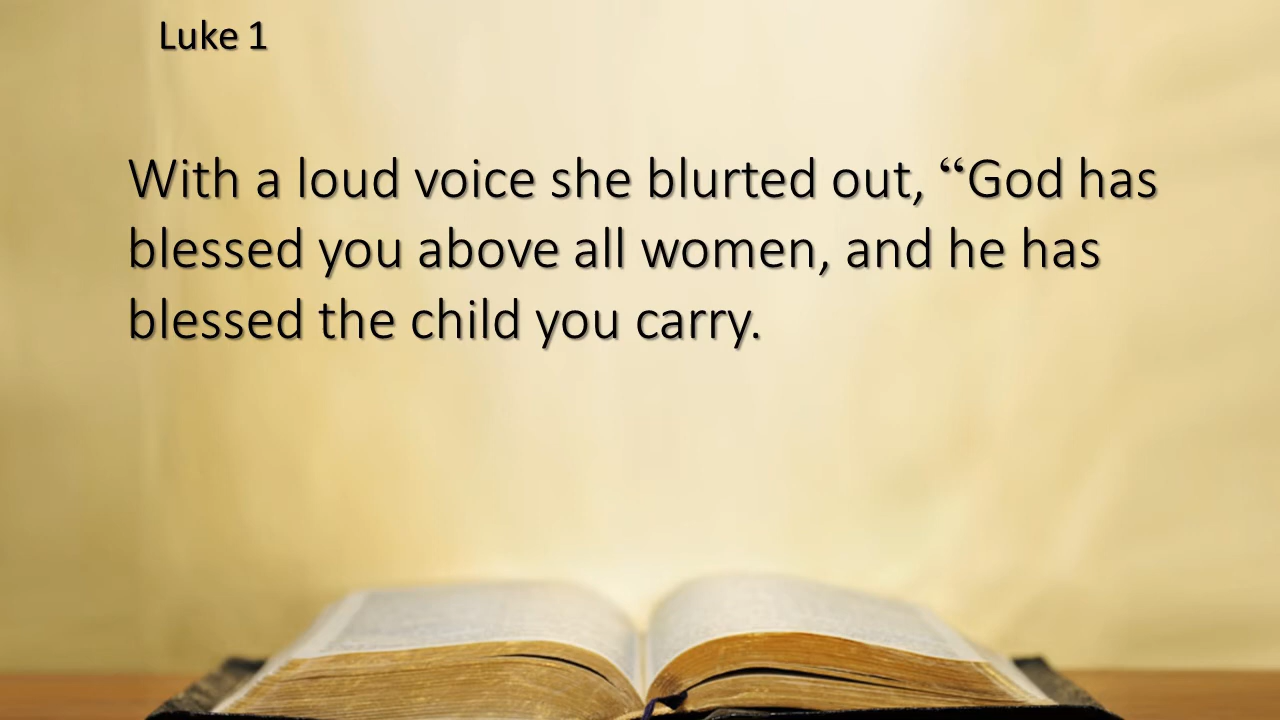 Luke 1
With a loud voice she blurted out, “God has
blessed you above all women, and he has
blessed the child you carry.